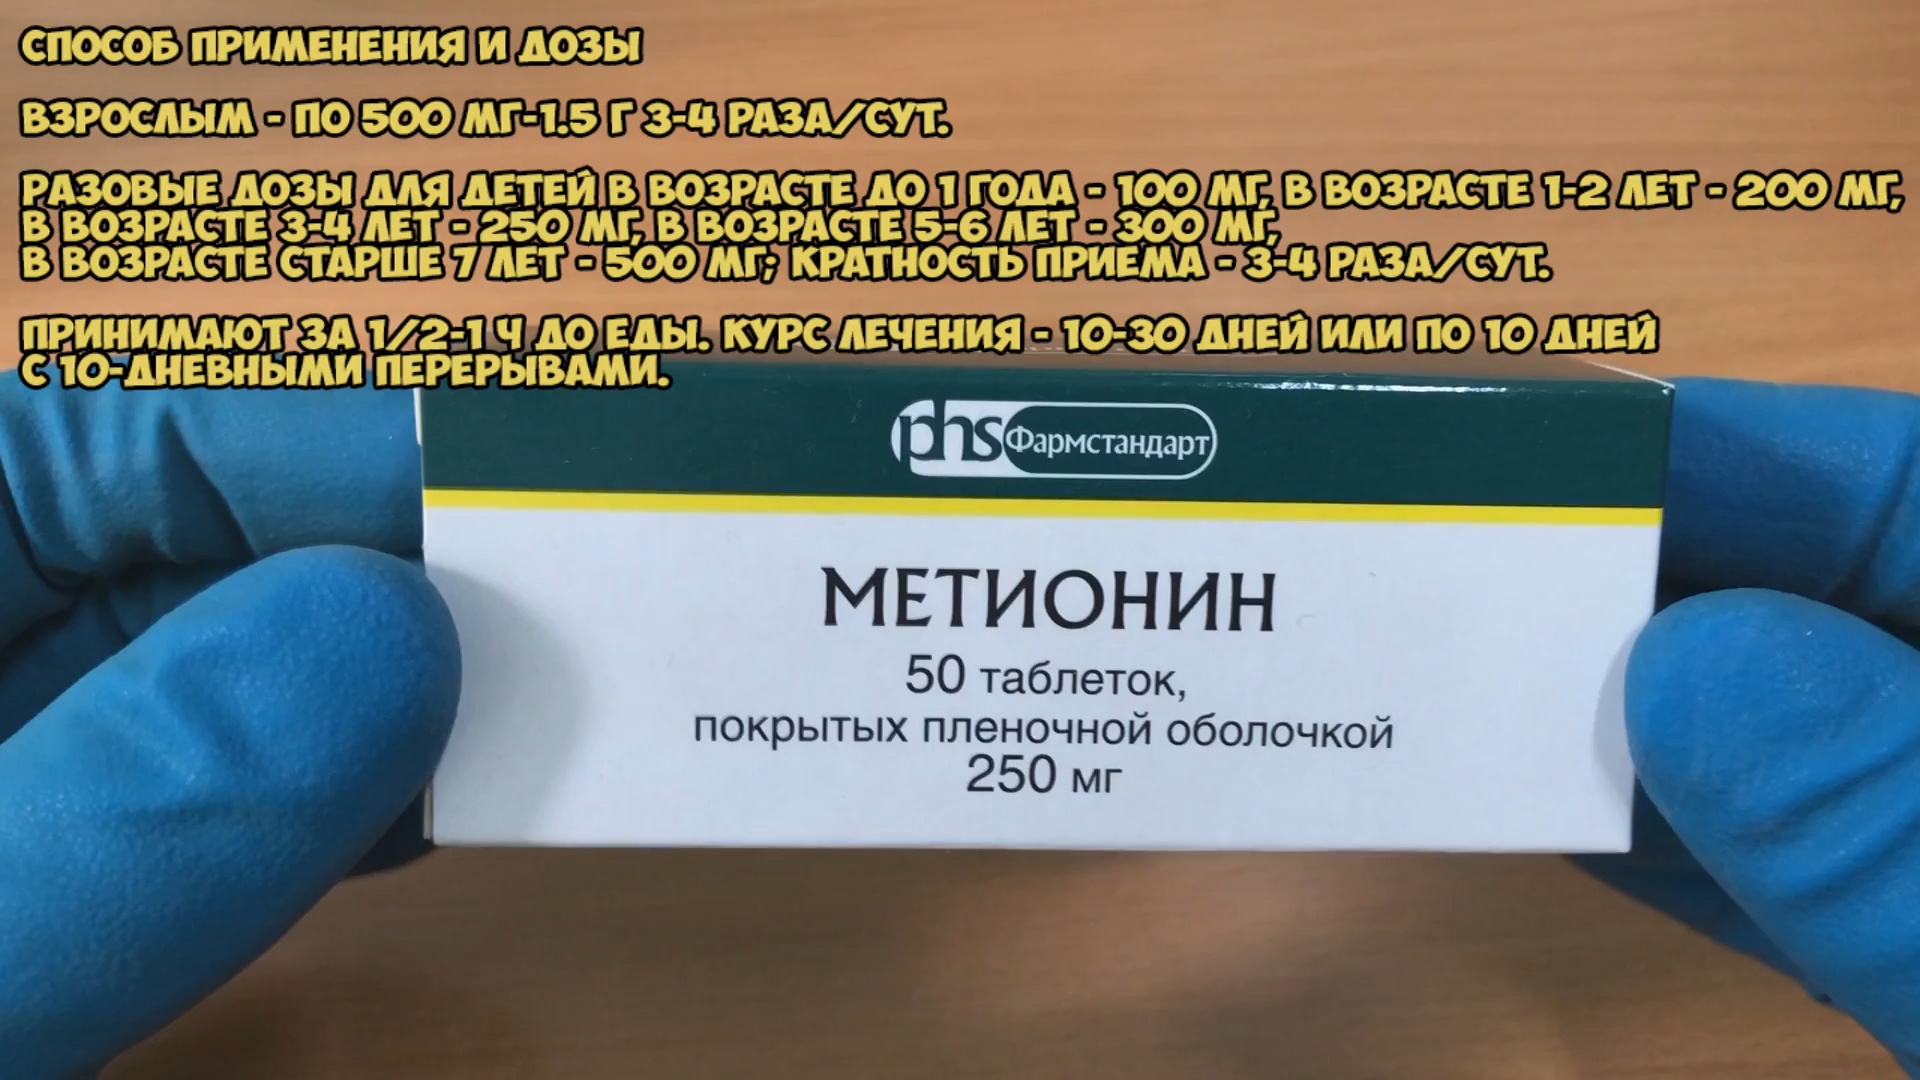 СПОСОБ ПРИМЕНЕНИЯ И ДОЗЫ
ВЗРОСЛЫМ - ПО 500 МГ-1.5 Г 3-4 РАЗА/СУТ.
РАЗОВЫЕ ДОЗЫ ДЛЯ ДЕТЕЙ В ВОЗРАСТЕ ДО 1 ГОДА - 100 МГ, В ВОЗРАСТЕ 1-2 ЛЕТ - 200 МГ,
В ВОЗРАСТЕ 3-4 ЛЕТ - 250 МГ, В ВОЗРАСТЕ 5-6 ЛЕТ - 300 МГ,
В ВОЗРАСТЕ СТАРШЕ 7 ЛЕТ - 500 МГ; КРАТНОСТЬ ПРИЕМА - 3-4 РАЗА/СУТ.
ПРИНИМАЮТ ЗА 1/2-1 Ч ДО ЕДЫ. КУРС ЛЕЧЕНИЯ - 10-30 ДНЕЙ ИЛИ ПО 10 ДНЕЙ
С 10-ДНЕВНЫМИ ПЕРЕРЫВАМИ.
phs Фармстандарт
МЕТИОНИН
50 таблеток,
покрытых пленочной оболочкой
250 мг